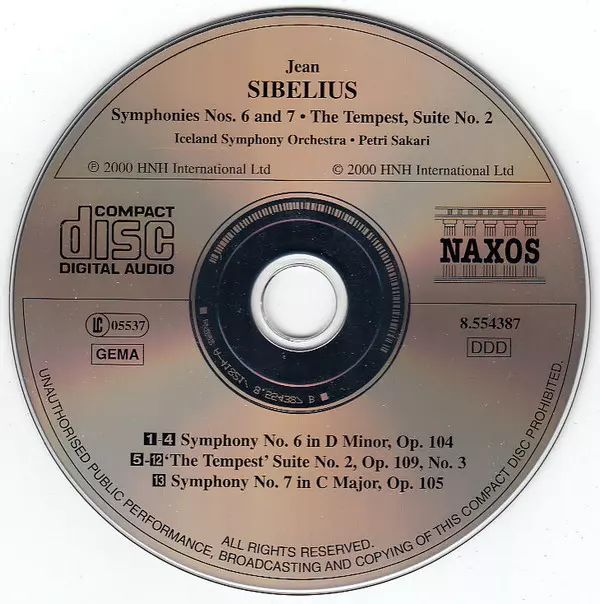 Jean
SIBELIUS
Symphonies Nos. 6 and 7 • The Tempest, Suite No. 2
Iceland Symphony Orchestra • Petri Sakari
℗ 2000 HNH International Ltd
© 2000 HNH International Ltd
COMPACT
disc
DIGITAL AUDIO
NAXOS
LC 05537
8.554387
GEMA
DDD
1-4 Symphony No. 6 in D Minor, Op. 104
5-12 'The Tempest' Suite No. 2, Op. 109, No. 3
13 Symphony No. 7 in C Major, Op. 105
ALL RIGHTS RESERVED.
UNAUTHORISED PUBLIC PERFORMANCE, BROADCASTING AND COPYING OF THIS COMPACT DISC PROHIBITED.